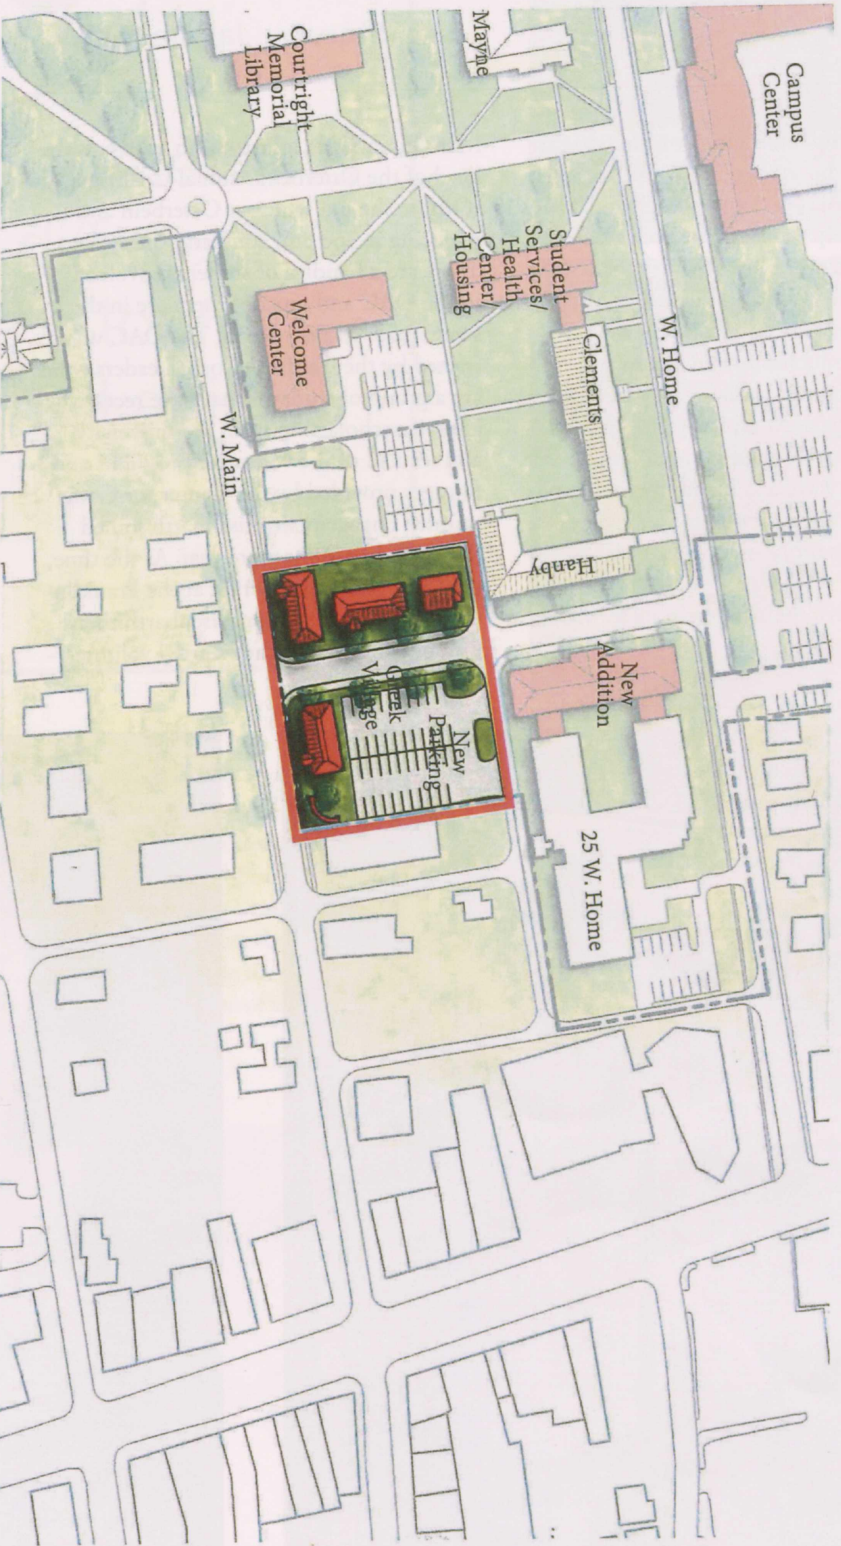 Campus
Center
W. Home
Mayne
Student
Services/
Health
Center/
Housing
Clements
Hanby
New
Addition
25 W. Home
Courtright
Memorial
Library
Welcome
Center
New
Parking
Greek
Village
W. Main